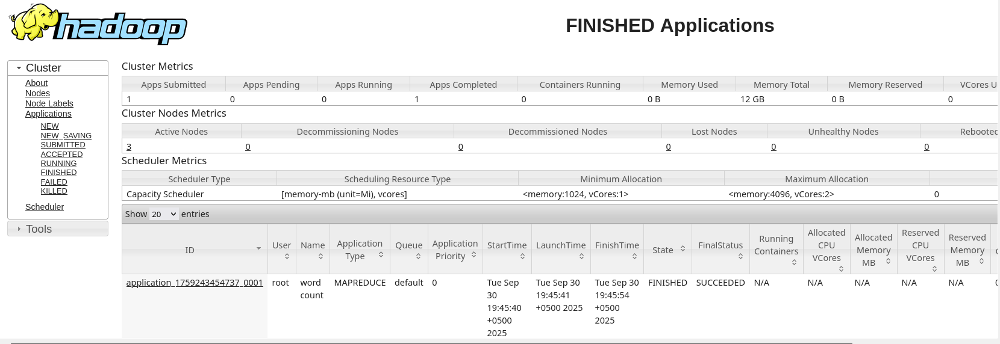 hadoop
FINISHED Applications
Cluster
About
Nodes
Node Labels
Applications
NEW
NEW_SAVING
SUBMITTED
ACCEPTED
RUNNING
FINISHED
FAILED
KILLED
Scheduler
Tools
Cluster Metrics
Apps Submitted Apps Pending Apps Running Apps Completed Containers Running Memory Used Memory Total Memory Reserved VCores U
1 0 0 1 0 0 B 12 GB 0 B 0
Cluster Nodes Metrics
Active Nodes Decommissioning Nodes Decommissioned Nodes Lost Nodes Unhealthy Nodes Rebooted
3 0 0 0 0 0
Scheduler Metrics
Scheduler Type Scheduling Resource Type Minimum Allocation Maximum Allocation
Capacity Scheduler [memory-mb (unit=Mi), vcores] <memory:1024, vCores:1> <memory:4096, vCores:2> 0
Show 20 entries
ID User Name Application Type Queue Application Priority StartTime LaunchTime FinishTime State FinalStatus Running Containers Allocated CPU VCores Allocated Memory MB Reserved CPU VCores Reserved Memory MB
application_1759243454737_0001 root word MAPREDUCE default 0 Tue Sep Tue Sep 30 Tue Sep 30 FINISHED SUCCEEDED N/A N/A N/A N/A N/A
count 30 19:45:41 19:45:54
19:45:40 +0500 2025 +0500
+0500 2025
2025